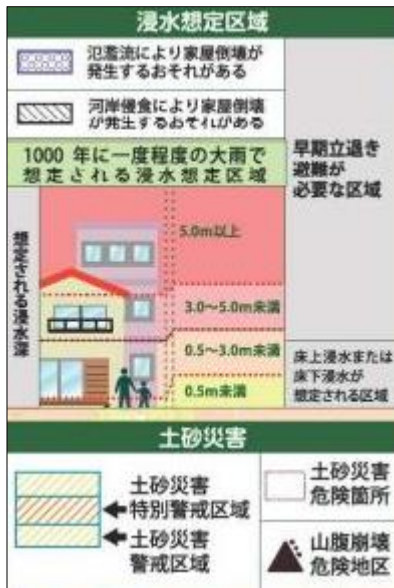 浸水想定区域
氾濫流により家屋倒壊が
発生するおそれがある
河岸侵食により家屋倒壊
が発生するおそれがある
1000 年に一度程度の大雨で
想定される浸水想定区域
早期立退き
避難が
必要な区域
想定される浸水深
5.0m以上
3.0～5.0m未満
0.5～3.0m未満
0.5m未満
床上浸水または
床下浸水が
想定される区域
土砂災害
土砂災害
特別警戒区域
土砂災害
警戒区域
土砂災害
危険箇所
山腹崩壊
危険地区